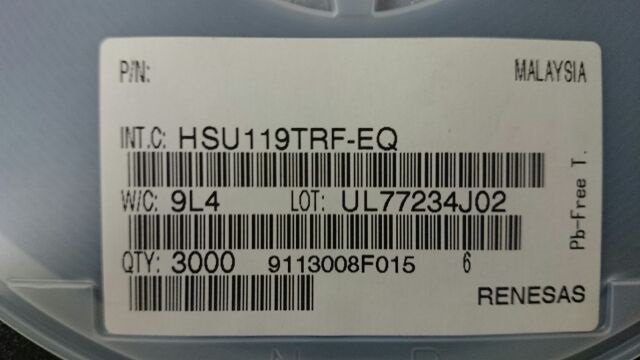 P/N: MALAYSIA
INT.C: HSU119TRF-EQ
W/C: 9L4 LOT: UL77234J02
QTY: 3000 9113008F015 6
RENESAS
Pb-Free T.